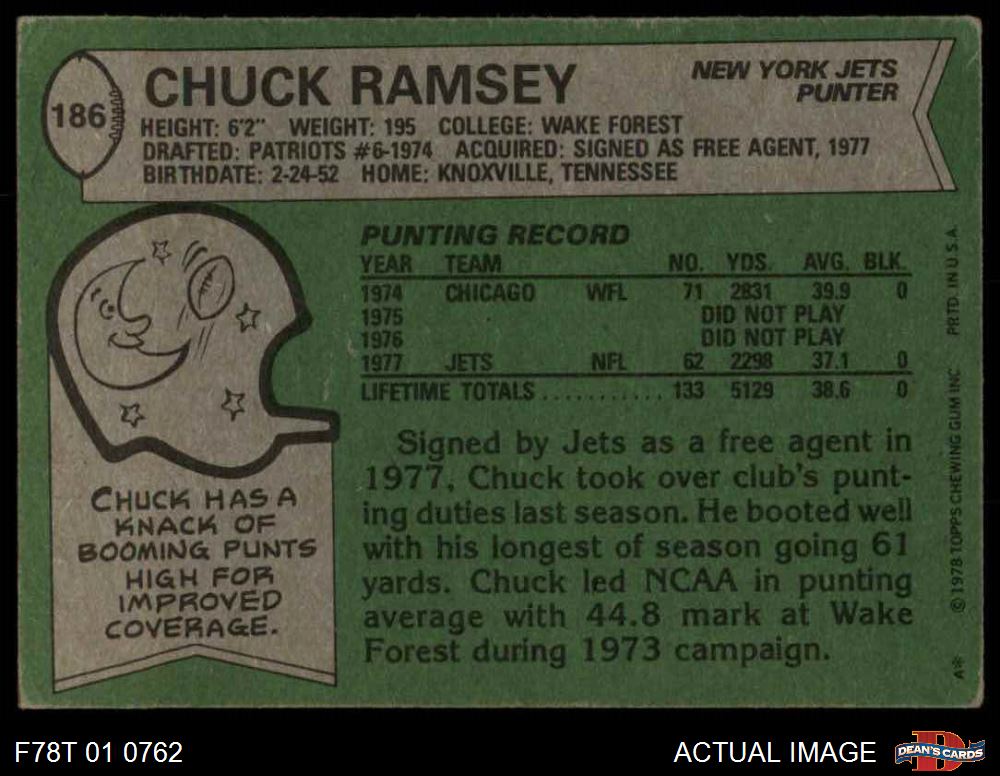 186
CHUCK RAMSEY
NEW YORK JETS
PUNTER
HEIGHT: 6'2" WEIGHT: 195 COLLEGE: WAKE FOREST
DRAFTED: PATRIOTS #6-1974 ACQUIRED: SIGNED AS FREE AGENT, 1977
BIRTHDATE: 2-24-52 HOME: KNOXVILLE, TENNESSEE
PUNTING RECORD
YEAR TEAM NO. YDS. AVG. BLK.
1974 CHICAGO WFL 71 2831 39.9 0
1975 DID NOT PLAY
1976 DID NOT PLAY
1977 JETS NFL 62 2298 37.1 0
LIFETIME TOTALS ........... 133 5129 38.6 0
Signed by Jets as a free agent in
1977, Chuck took over club's punt-
ing duties last season. He booted well
with his longest of season going 61
yards. Chuck led NCAA in punting
average with 44.8 mark at Wake
Forest during 1973 campaign.
CHUCK HAS A
KNACK OF
BOOMING PUNTS
HIGH FOR
IMPROVED
COVERAGE.
A* © 1978 TOPPS CHEWING GUM INC PRTD. IN U.S.A.
F78T 01 0762
ACTUAL IMAGE
DEAN'S CARDS